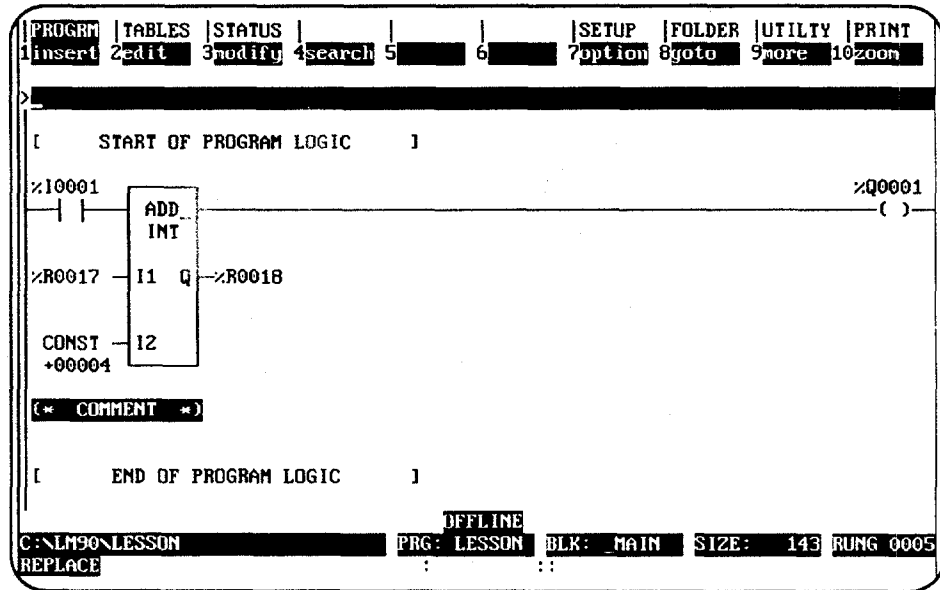 |PROGRM |TABLES |STATUS | | | |SETUP |FOLDER |UTILTY |PRINT
1insert 2edit 3modify 4search 5 6 7option 8goto 9more 10zoom
>
[ START OF PROGRAM LOGIC ]
%I0001 %Q0001
ADD_
INT
%R0017 I1 Q %R0018
CONST I2
+00004
(* COMMENT *)
[ END OF PROGRAM LOGIC ]
OFFLINE
C:\LM90\LESSON PRG: LESSON BLK: _MAIN SIZE: 143 RUNG 0005
REPLACE : ::